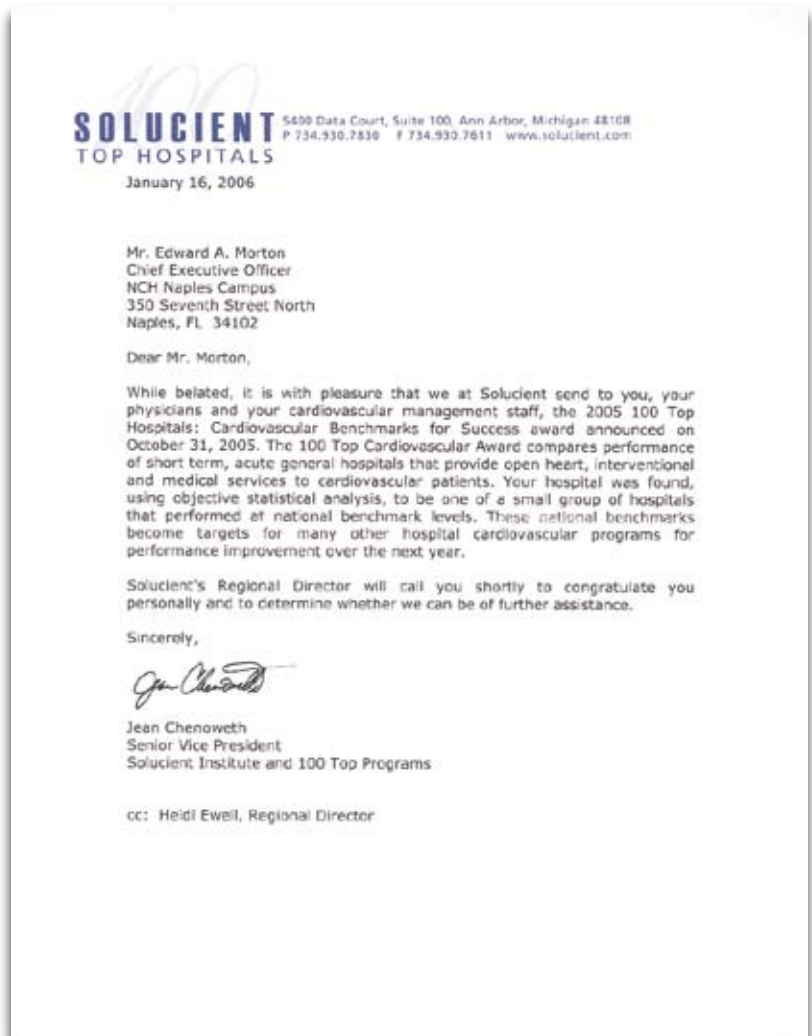 100
SOLUCIENT
TOP HOSPITALS
5400 Data Court, Suite 100, Ann Arbor, Michigan 48108
P 734.930.7830 F 734.930.7611 www.solucient.com
January 16, 2006
Mr. Edward A. Morton
Chief Executive Officer
NCH Naples Campus
350 Seventh Street North
Naples, FL 34102
Dear Mr. Morton,
While belated, it is with pleasure that we at Solucient send to you, your
physicians and your cardiovascular management staff, the 2005 100 Top
Hospitals: Cardiovascular Benchmarks for Success award announced on
October 31, 2005. The 100 Top Cardiovascular Award compares performance
of short term, acute general hospitals that provide open heart, interventional
and medical services to cardiovascular patients. Your hospital was found,
using objective statistical analysis, to be one of a small group of hospitals
that performed at national benchmark levels. These national benchmarks
become targets for many other hospital cardiovascular programs for
performance improvement over the next year.
Solucient's Regional Director will call you shortly to congratulate you
personally and to determine whether we can be of further assistance.
Sincerely,
Jean Chenoweth
Jean Chenoweth
Senior Vice President
Solucient Institute and 100 Top Programs
cc: Heidi Ewell, Regional Director